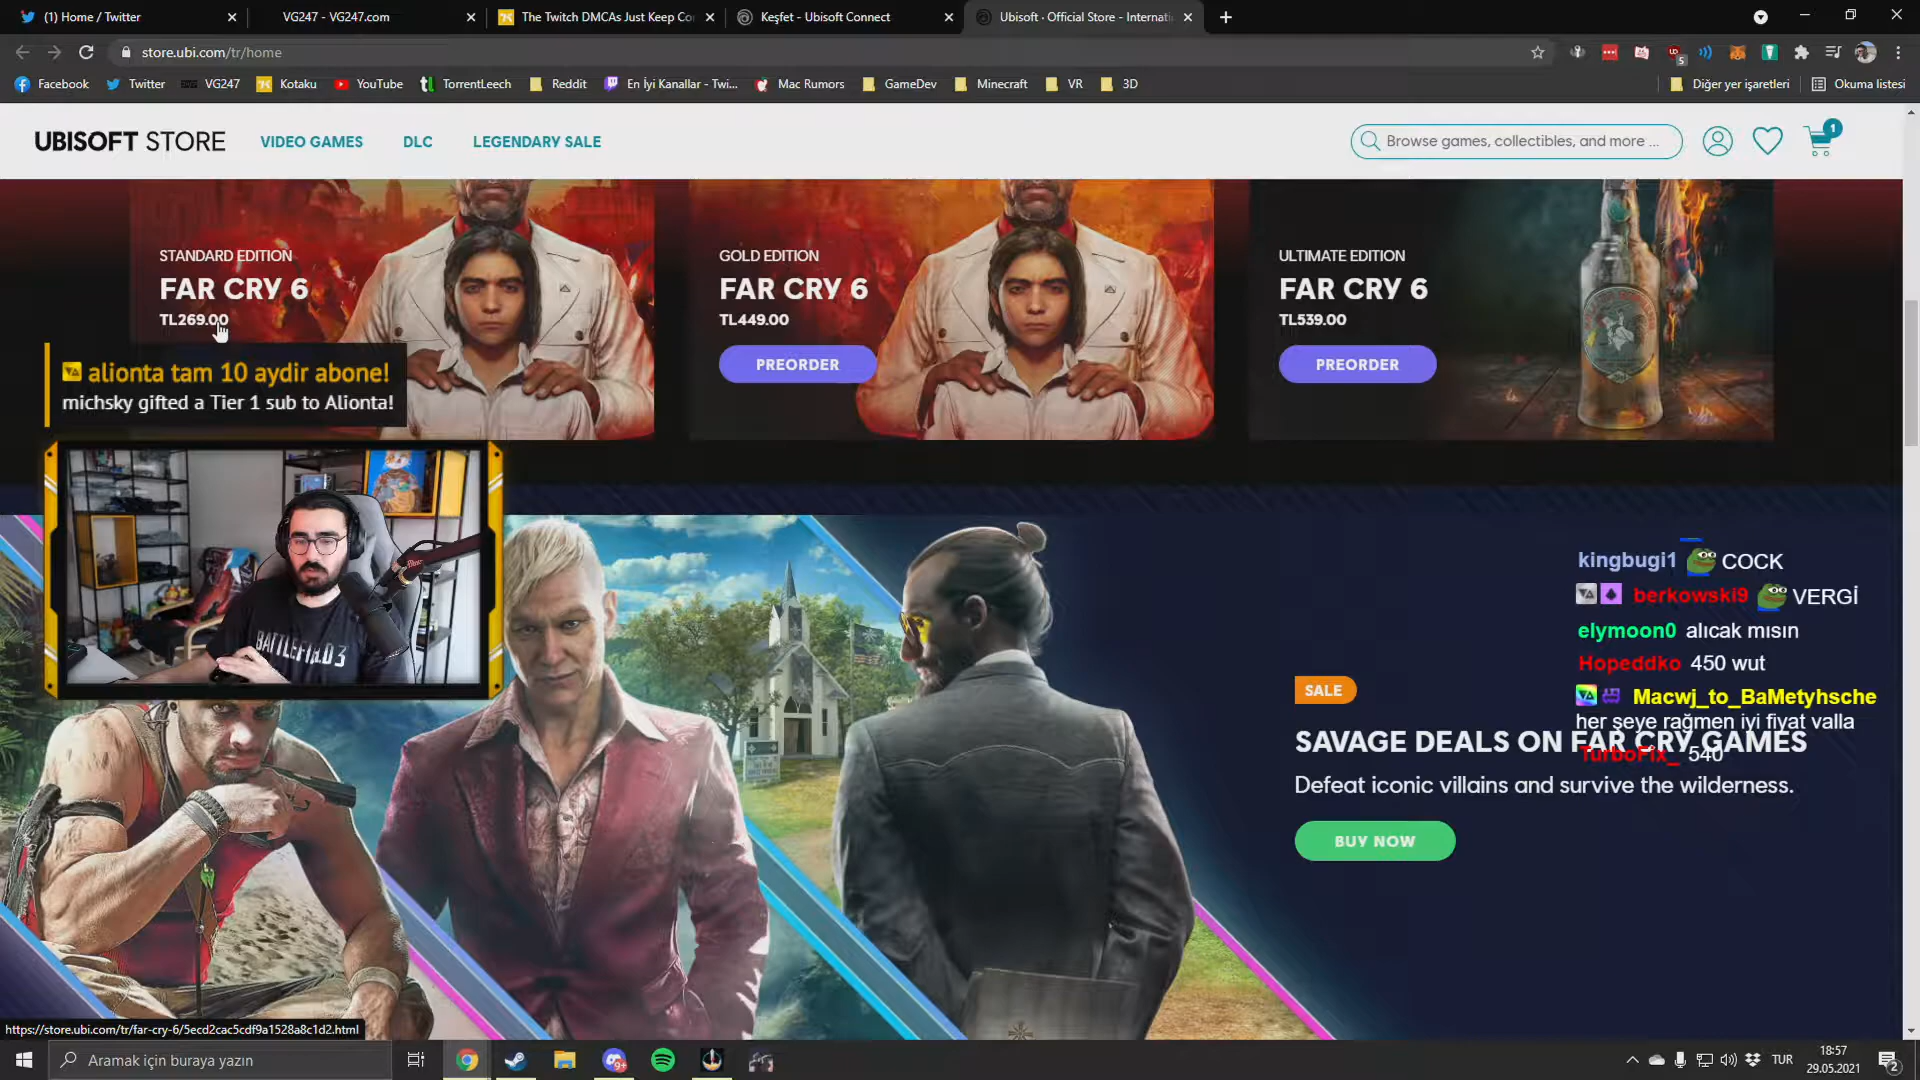 (1) Home / Twitter
VG247 - VG247.com
The Twitch DMCAs Just Keep Co
Keşfet - Ubisoft Connect
Ubisoft · Official Store - Internati
store.ubi.com/tr/home
5
Facebook
Twitter
VG247
Kotaku
YouTube
TorrentLeech
Reddit
En İyi Kanallar - Twi...
Mac Rumors
GameDev
Minecraft
VR
3D
Diğer yer işaretleri
Okuma listesi
UBISOFT STORE
VIDEO GAMES
DLC
LEGENDARY SALE
Browse games, collectibles, and more ...
1
STANDARD EDITION
FAR CRY 6
TL269.00
GOLD EDITION
FAR CRY 6
TL449.00
PREORDER
ULTIMATE EDITION
FAR CRY 6
TL539.00
PREORDER
alionta tam 10 aydir abone!
michsky gifted a Tier 1 sub to Alionta!
BATTLEFIELD 3
kingbugi1 COCK
berkowski9 VERGİ
elymoon0 alıcak mısın
Hopeddko 450 wut
Macwj_to_BaMetyhsche
her şeye rağmen iyi fiyat valla
TurboFix_ 540
SALE
SAVAGE DEALS ON FAR CRY GAMES
Defeat iconic villains and survive the wilderness.
BUY NOW
https://store.ubi.com/tr/far-cry-6/5ecd2cac5cdf9a1528a8c1d2.html
Aramak için buraya yazın
9+
TUR
18:57
29.05.2021
2